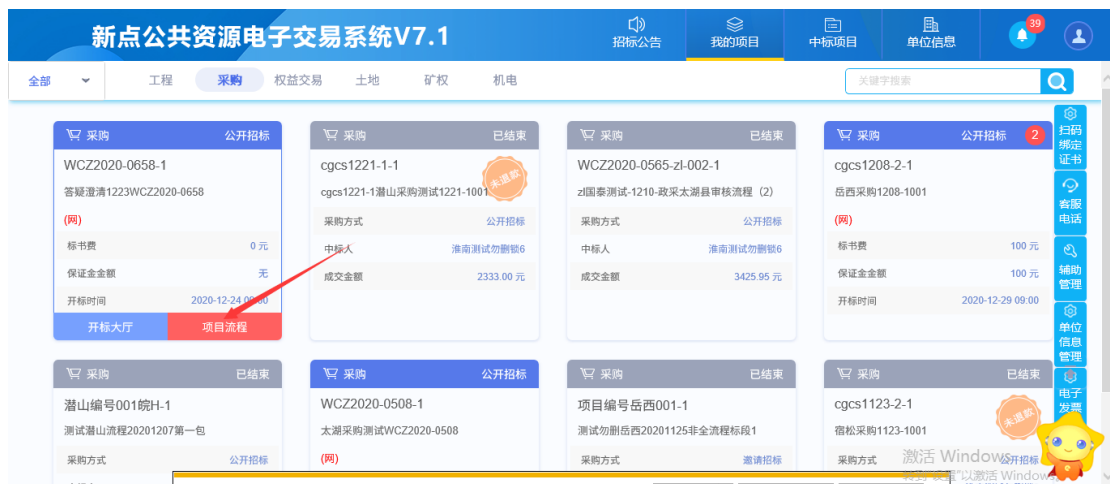 新点公共资源电子交易系统V7.1
招标公告
我的项目
中标项目
单位信息
39
全部
工程
采购
权益交易
土地
矿权
机电
关键字搜索
采购 公开招标
WCZ2020-0658-1
答疑澄清1223WCZ2020-0658
(网)
标书费 0 元
保证金金额 无
开标时间 2020-12-24 09:00
开标大厅 项目流程
采购 已结束
cgcs1221-1-1
未退款
cgcs1221-1潜山采购测试1221-1001
采购方式 公开招标
中标人 淮南测试勿删锁6
成交金额 2333.00 元
采购 已结束
WCZ2020-0565-zl-002-1
zl国泰测试-1210-政采太湖县审核流程（2）
采购方式 公开招标
中标人 淮南测试勿删锁6
成交金额 3425.95 元
采购 公开招标 2
cgcs1208-2-1
岳西采购1208-1001
(网)
标书费 100 元
保证金金额 100 元
开标时间 2020-12-29 09:00
扫码
绑定
证书
客服
电话
辅助
管理
单位
信息
管理
电子
发票
采购 已结束
潜山编号001皖H-1
测试潜山流程20201207第一包
采购方式 公开招标
采购 公开招标
WCZ2020-0508-1
太湖采购测试WCZ2020-0508
(网)
采购 已结束
项目编号岳西001-1
测试勿删岳西20201125非全流程标段1
采购方式 邀请招标
采购 已结束
cgcs1123-2-1
未退款
宿松采购1123-1001
采购方式 公开招标
激活 Windows
转到"设置"以激活 Windows